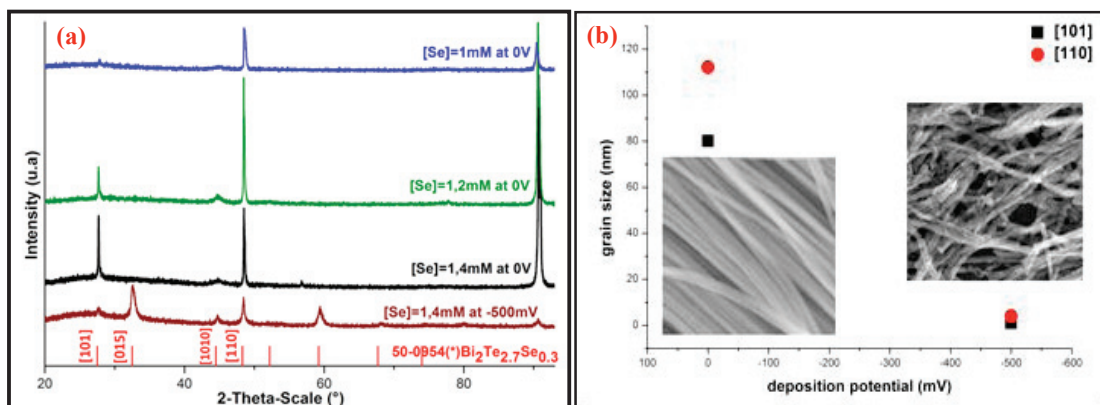 (a)
[Se]=1mM at 0V
[Se]=1,2mM at 0V
[Se]=1,4mM at 0V
[Se]=1,4mM at -500mV
[101]
[015]
[1010]
[110]
50-0954(*)Bi₂Te₂.₇Se₀.₃
Intensity (u.a)
20 40 60 80
2-Theta-Scale (°)
(b)
[101]
[110]
120
100
80
60
40
20
0
grain size (nm)
100 0 -100 -200 -300 -400 -500 -600
deposition potential (mV)